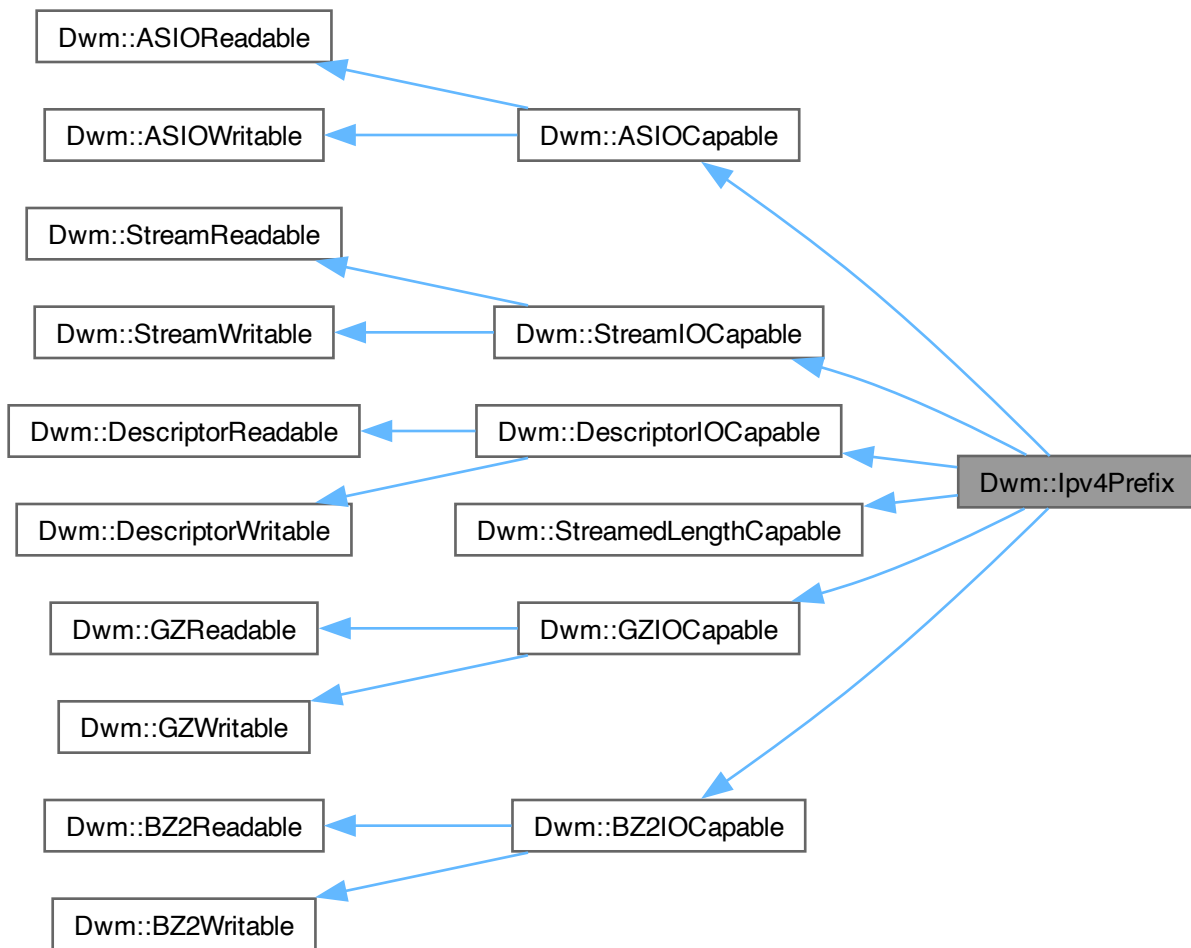 Dwm::ASIOReadable
Dwm::ASIOWritable
Dwm::ASIOCapable
Dwm::StreamReadable
Dwm::StreamWritable
Dwm::StreamIOCapable
Dwm::DescriptorReadable
Dwm::DescriptorIOCapable
Dwm::Ipv4Prefix
Dwm::DescriptorWritable
Dwm::StreamedLengthCapable
Dwm::GZReadable
Dwm::GZIOCapable
Dwm::GZWritable
Dwm::BZ2Readable
Dwm::BZ2IOCapable
Dwm::BZ2Writable